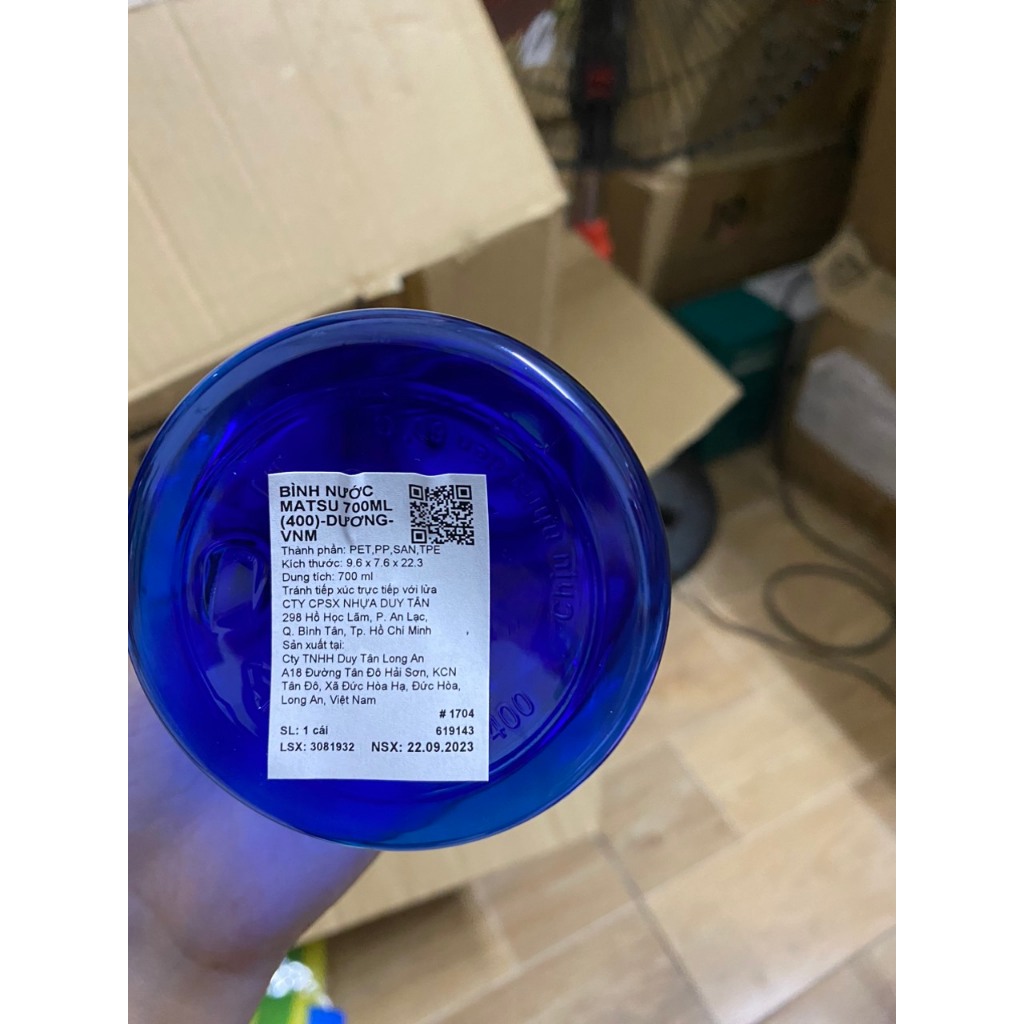 BÌNH NƯỚC
MATSU 700ML
(400)-DƯƠNG-
VNM
Thành phần: PET,PP,SAN,TPE
Kích thước: 9.6 x 7.6 x 22.3
Dung tích: 700 ml
Tránh tiếp xúc trực tiếp với lửa
CTY CPSX NHỰA DUY TÂN
298 Hồ Học Lãm, P. An Lạc,
Q. Bình Tân, Tp. Hồ Chí Minh
Sản xuất tại:
Cty TNHH Duy Tân Long An
A18 Đường Tân Đô Hải Sơn, KCN
Tân Đô, Xã Đức Hòa Hạ, Đức Hòa,
Long An, Việt Nam
# 1704
SL: 1 cái 619143
LSX: 3081932 NSX: 22.09.2023
400
Chịu nhiệt